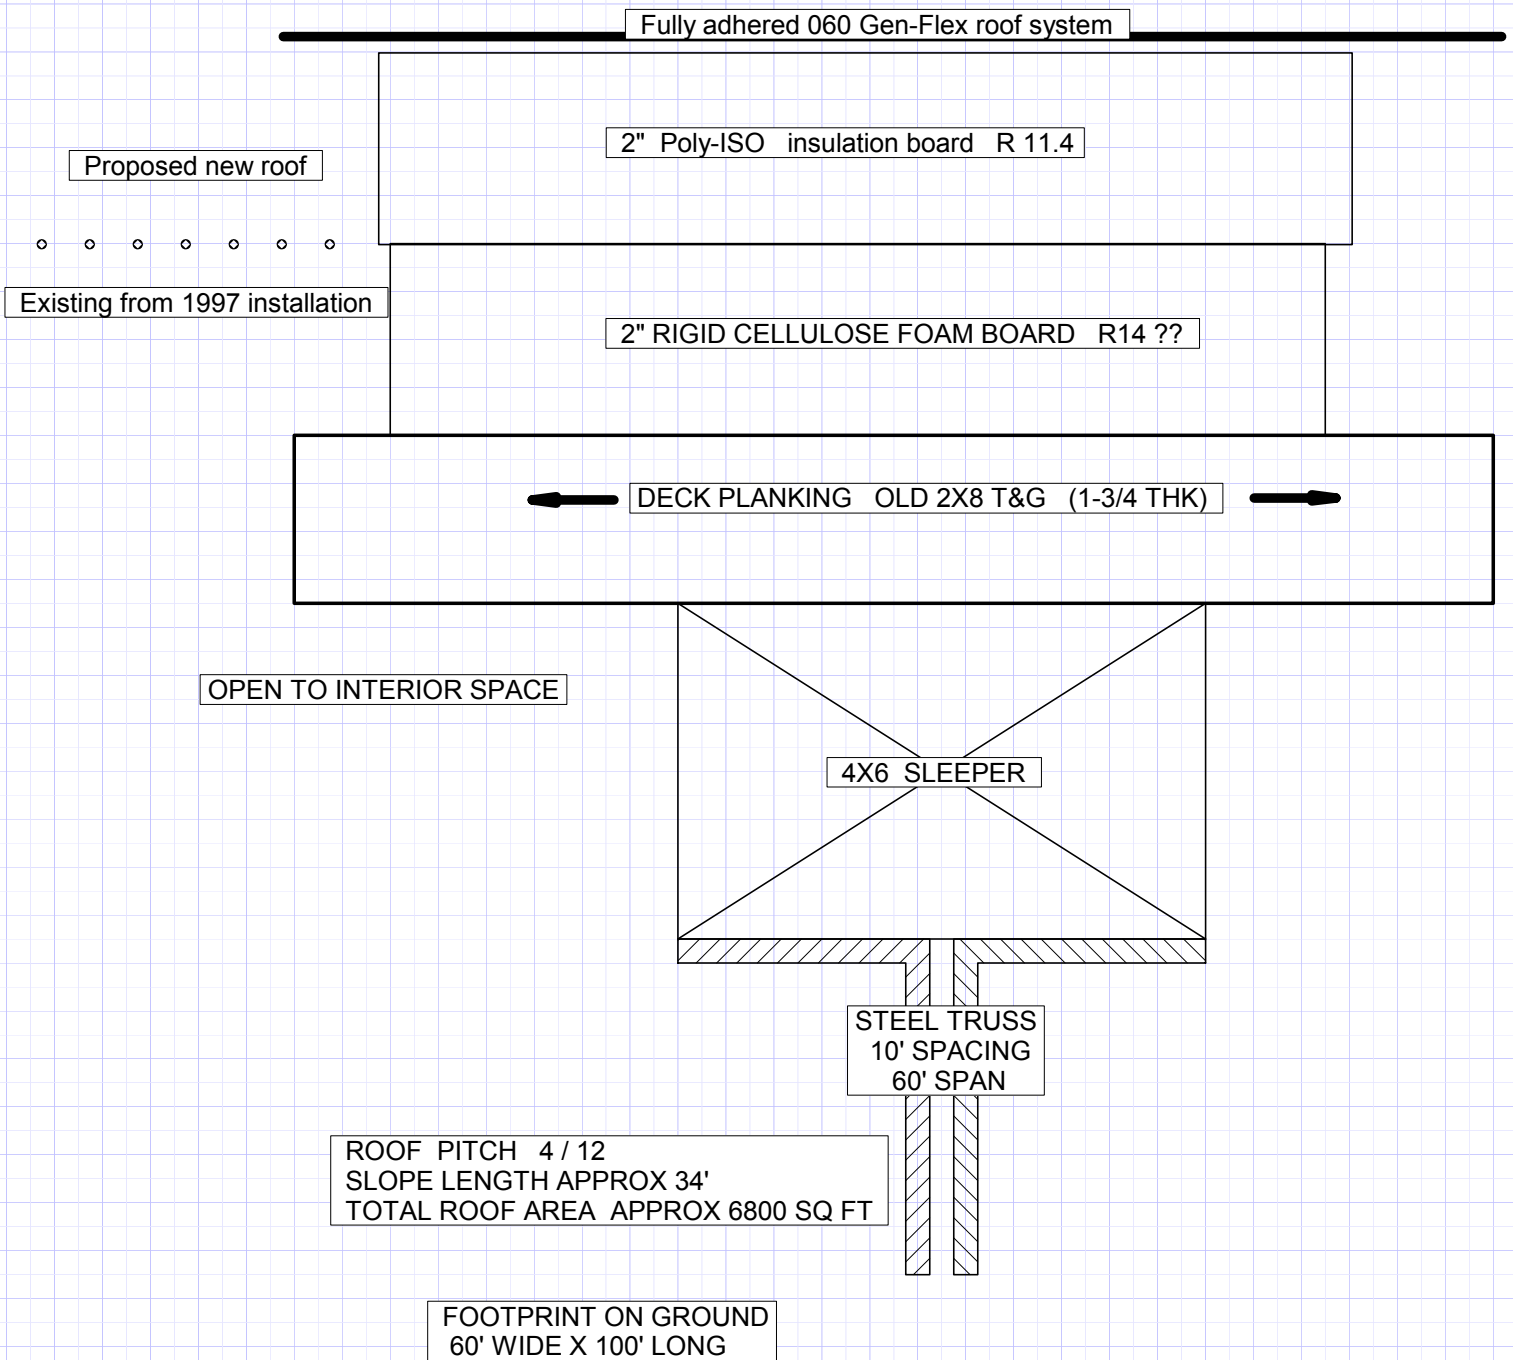 Fully adhered 060 Gen-Flex roof system
2" Poly-ISO insulation board R 11.4
Proposed new roof
Existing from 1997 installation
2" RIGID CELLULOSE FOAM BOARD R14 ??
DECK PLANKING OLD 2X8 T&G (1-3/4 THK)
OPEN TO INTERIOR SPACE
4X6 SLEEPER
STEEL TRUSS
10' SPACING
60' SPAN
ROOF PITCH 4 / 12
SLOPE LENGTH APPROX 34'
TOTAL ROOF AREA APPROX 6800 SQ FT
FOOTPRINT ON GROUND
60' WIDE X 100' LONG